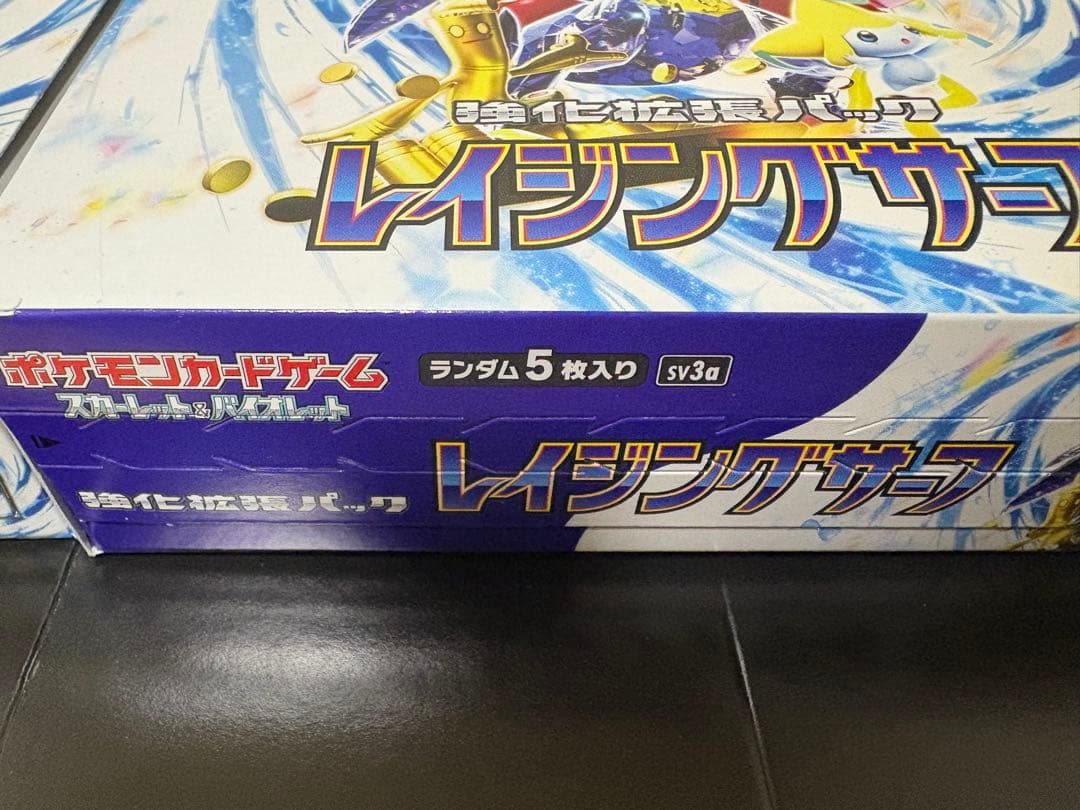 強化拡張パック
レイジングサーフ
ポケモンカードゲーム
スカーレット&バイオレット
ランダム5枚入り SV3a
強化拡張パック
レイジングサーフ